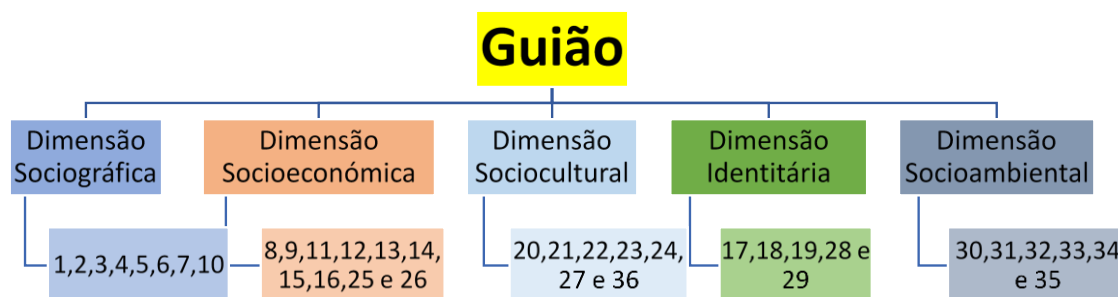 Guião
Dimensão
Sociográfica
Dimensão
Socioeconómica
Dimensão
Sociocultural
Dimensão
Identitária
Dimensão
Socioambiental
1,2,3,4,5,6,7,10
8,9,11,12,13,14,
15,16,25 e 26
20,21,22,23,24,
27 e 36
17,18,19,28 e
29
30,31,32,33,34
e 35